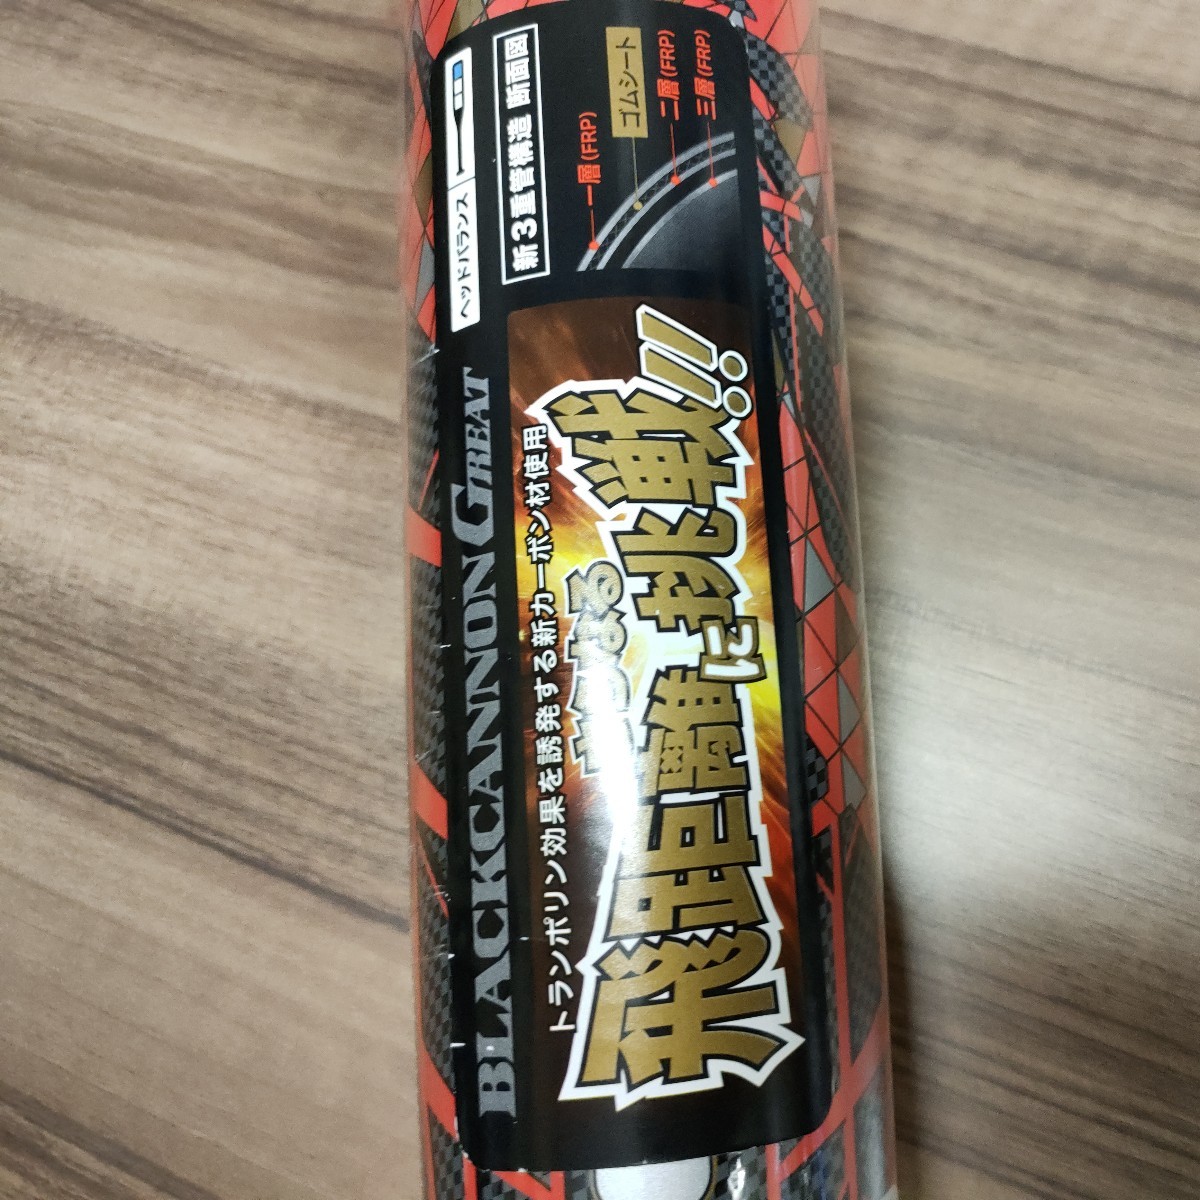 BLACKCANNON GREAT
トランポリン効果を誘発する新カーボン材使用
さらなる
飛距離に挑戦!!
ヘッドバランス
新3重管構造 断面図
一層(FRP)
ゴムシート
二層(FRP)
三層(FRP)